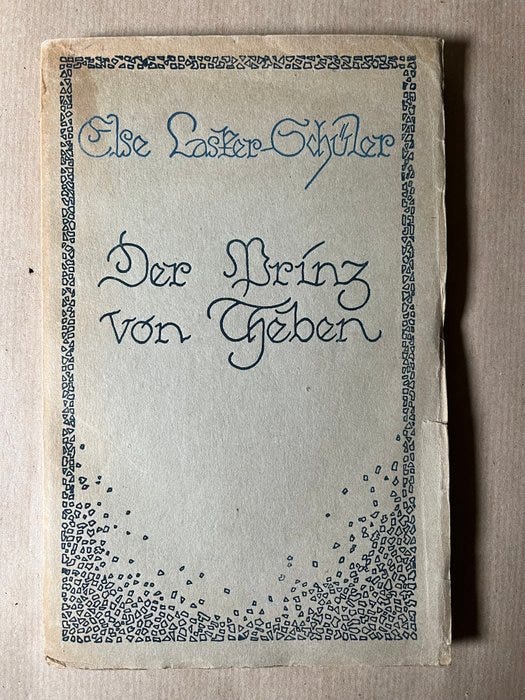 Else Lasker-Schüler
Der Prinz
von Theben